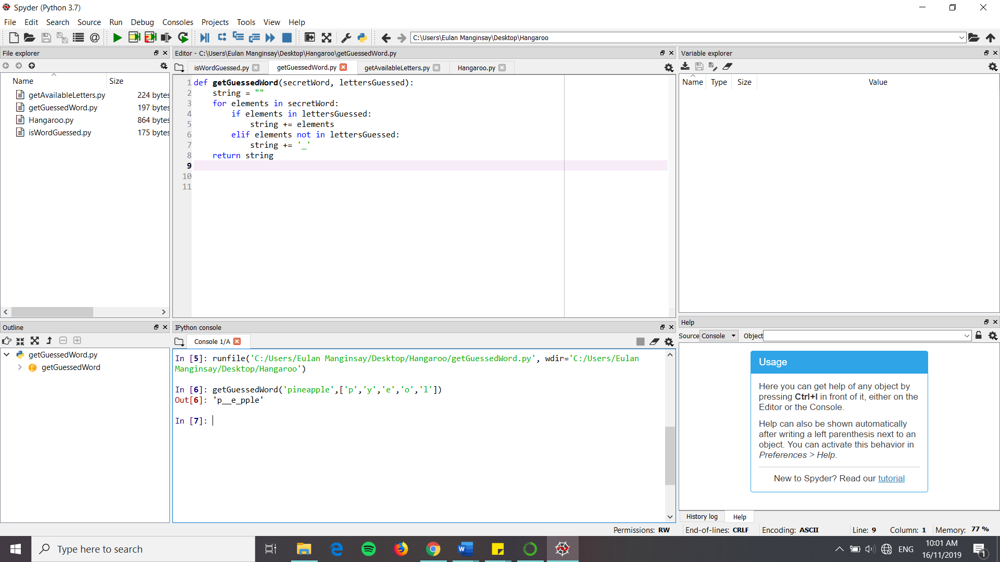 Spyder (Python 3.7)
File Edit Search Source Run Debug Consoles Projects Tools View Help
C:\Users\Eulan Manginsay\Desktop\Hangaroo
File explorer
Name Size
getAvailableLetters.py 224 bytes
getGuessedWord.py 197 bytes
Hangaroo.py 864 bytes
isWordGuessed.py 175 bytes
Editor - C:\Users\Eulan Manginsay\Desktop\Hangaroo\getGuessedWord.py
isWordGuessed.py getGuessedWord.py getAvailableLetters.py Hangaroo.py
1 def getGuessedWord(secretWord, lettersGuessed):
2 string = ""
3 for elements in secretWord:
4 if elements in lettersGuessed:
5 string += elements
6 elif elements not in lettersGuessed:
7 string += '_'
8 return string
9
10
11
Variable explorer
Name Type Size Value
Outline
getGuessedWord.py
getGuessedWord
IPython console
Console 1/A
In [5]: runfile('C:/Users/Eulan Manginsay/Desktop/Hangaroo/getGuessedWord.py', wdir='C:/Users/Eulan
Manginsay/Desktop/Hangaroo')
In [6]: getGuessedWord('pineapple',['p','y','e','o','l'])
Out[6]: 'p__e_pple'
In [7]:
Help
Source Console Object
Usage
Here you can get help of any object by
pressing Ctrl+I in front of it, either on the
Editor or the Console.
Help can also be shown automatically
after writing a left parenthesis next to an
object. You can activate this behavior in
Preferences > Help.
New to Spyder? Read our tutorial
History log Help
Permissions: RW End-of-lines: CRLF Encoding: ASCII Line: 9 Column: 1 Memory: 77 %
Type here to search
ENG
10:01 AM
16/11/2019
1